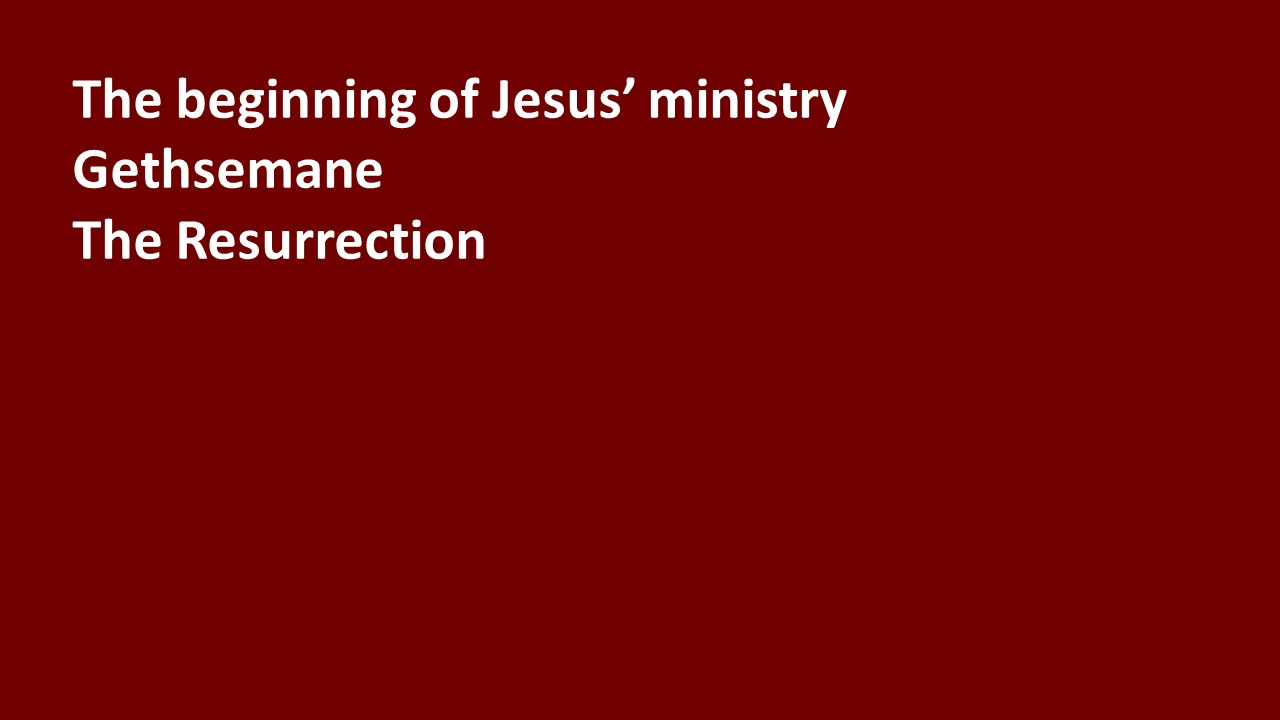 The beginning of Jesus’ ministry
Gethsemane
The Resurrection